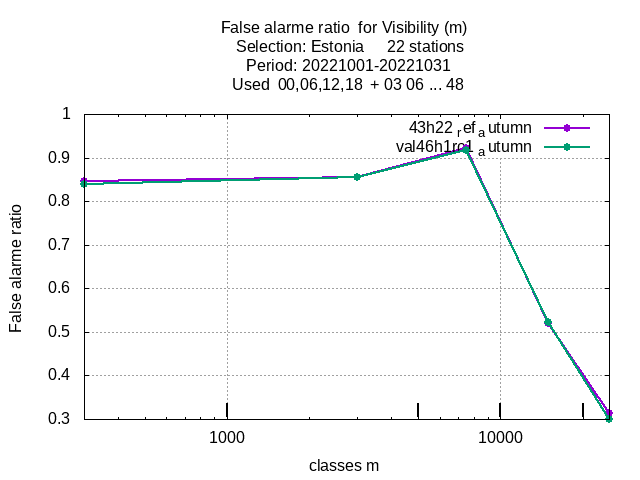 False alarme ratio for Visibility (m)
Selection: Estonia 22 stations
Period: 20221001-20221031
Used 00,06,12,18 + 03 06 ... 48
43h22_ref_autumn
val46h1rc1_autumn
1
0.9
0.8
0.7
0.6
0.5
0.4
0.3
False alarme ratio
1000
10000
classes m